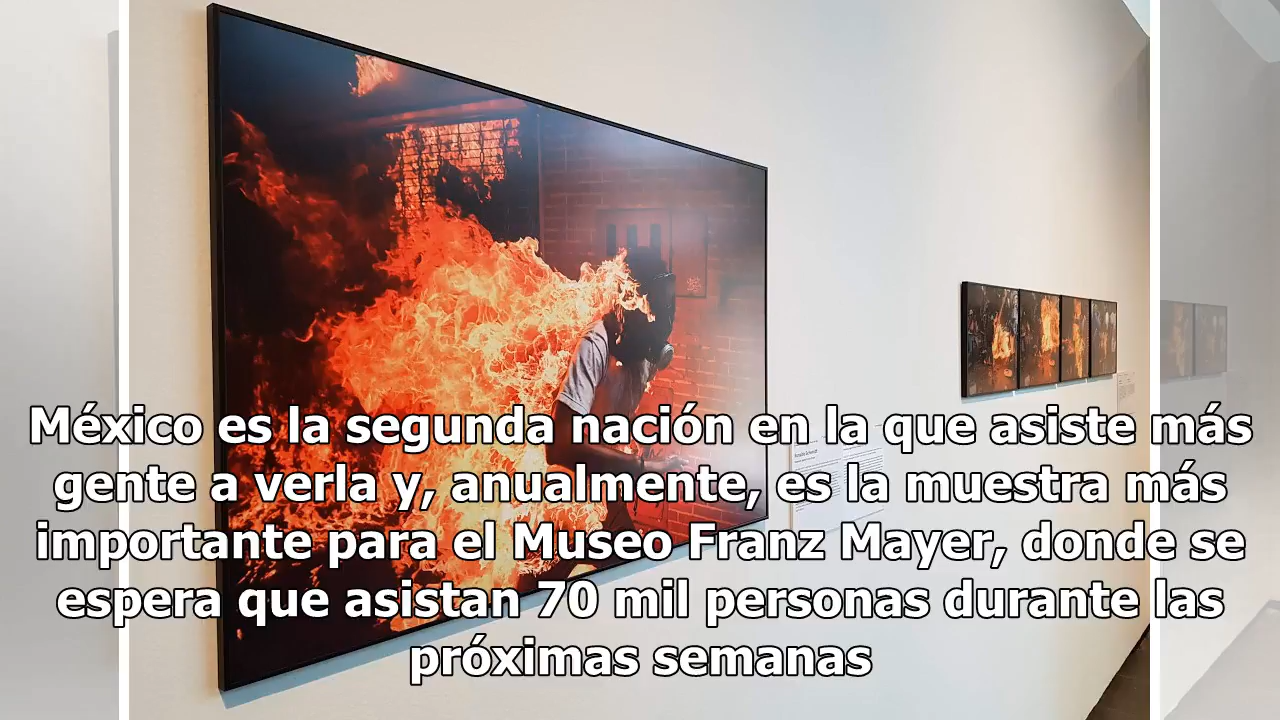 México es la segunda nación en la que asiste más
gente a verla y, anualmente, es la muestra más
importante para el Museo Franz Mayer, donde se
espera que asistan 70 mil personas durante las
próximas semanas